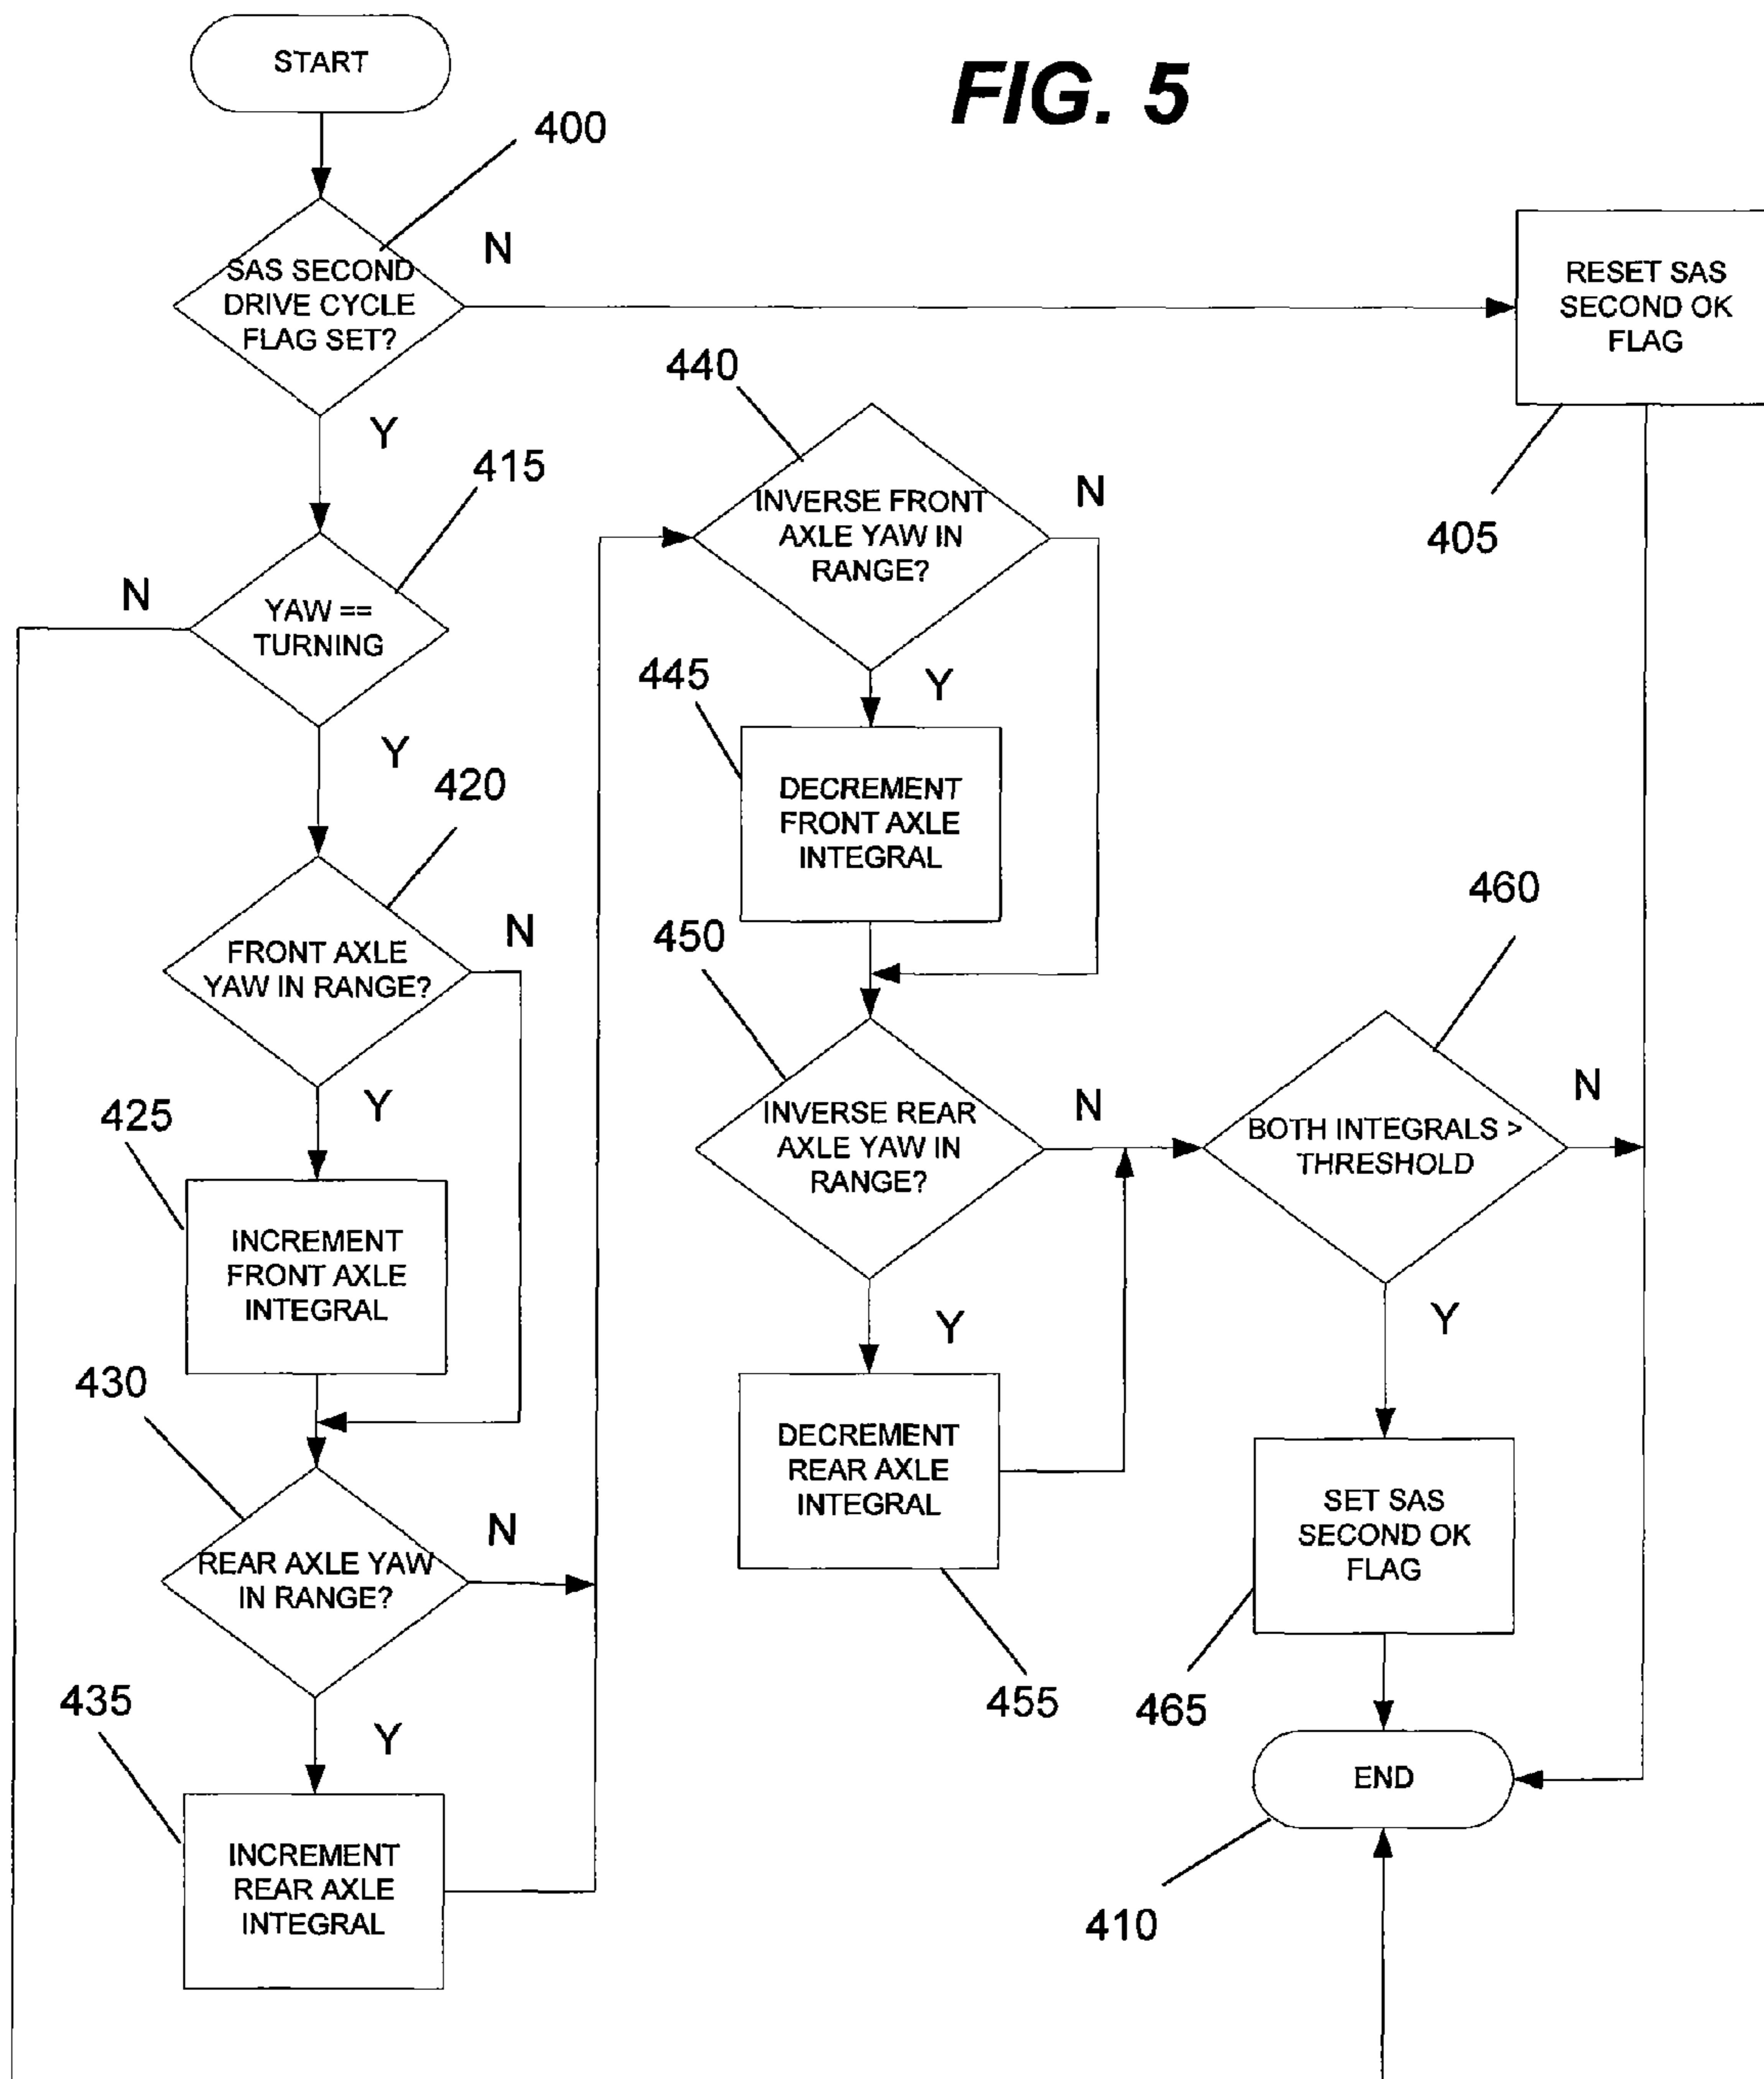 START
FIG. 5
400
SAS SECOND
DRIVE CYCLE
FLAG SET?
N
Y
RESET SAS
SECOND OK
FLAG
405
415
YAW ==
TURNING
N
Y
420
FRONT AXLE
YAW IN RANGE?
N
Y
425
INCREMENT
FRONT AXLE
INTEGRAL
430
REAR AXLE YAW
IN RANGE?
N
Y
435
INCREMENT
REAR AXLE
INTEGRAL
440
INVERSE FRONT
AXLE YAW IN
RANGE?
N
Y
445
DECREMENT
FRONT AXLE
INTEGRAL
450
INVERSE REAR
AXLE YAW IN
RANGE?
N
Y
DECREMENT
REAR AXLE
INTEGRAL
455
460
BOTH INTEGRALS >
THRESHOLD
N
Y
SET SAS
SECOND OK
FLAG
465
END
410